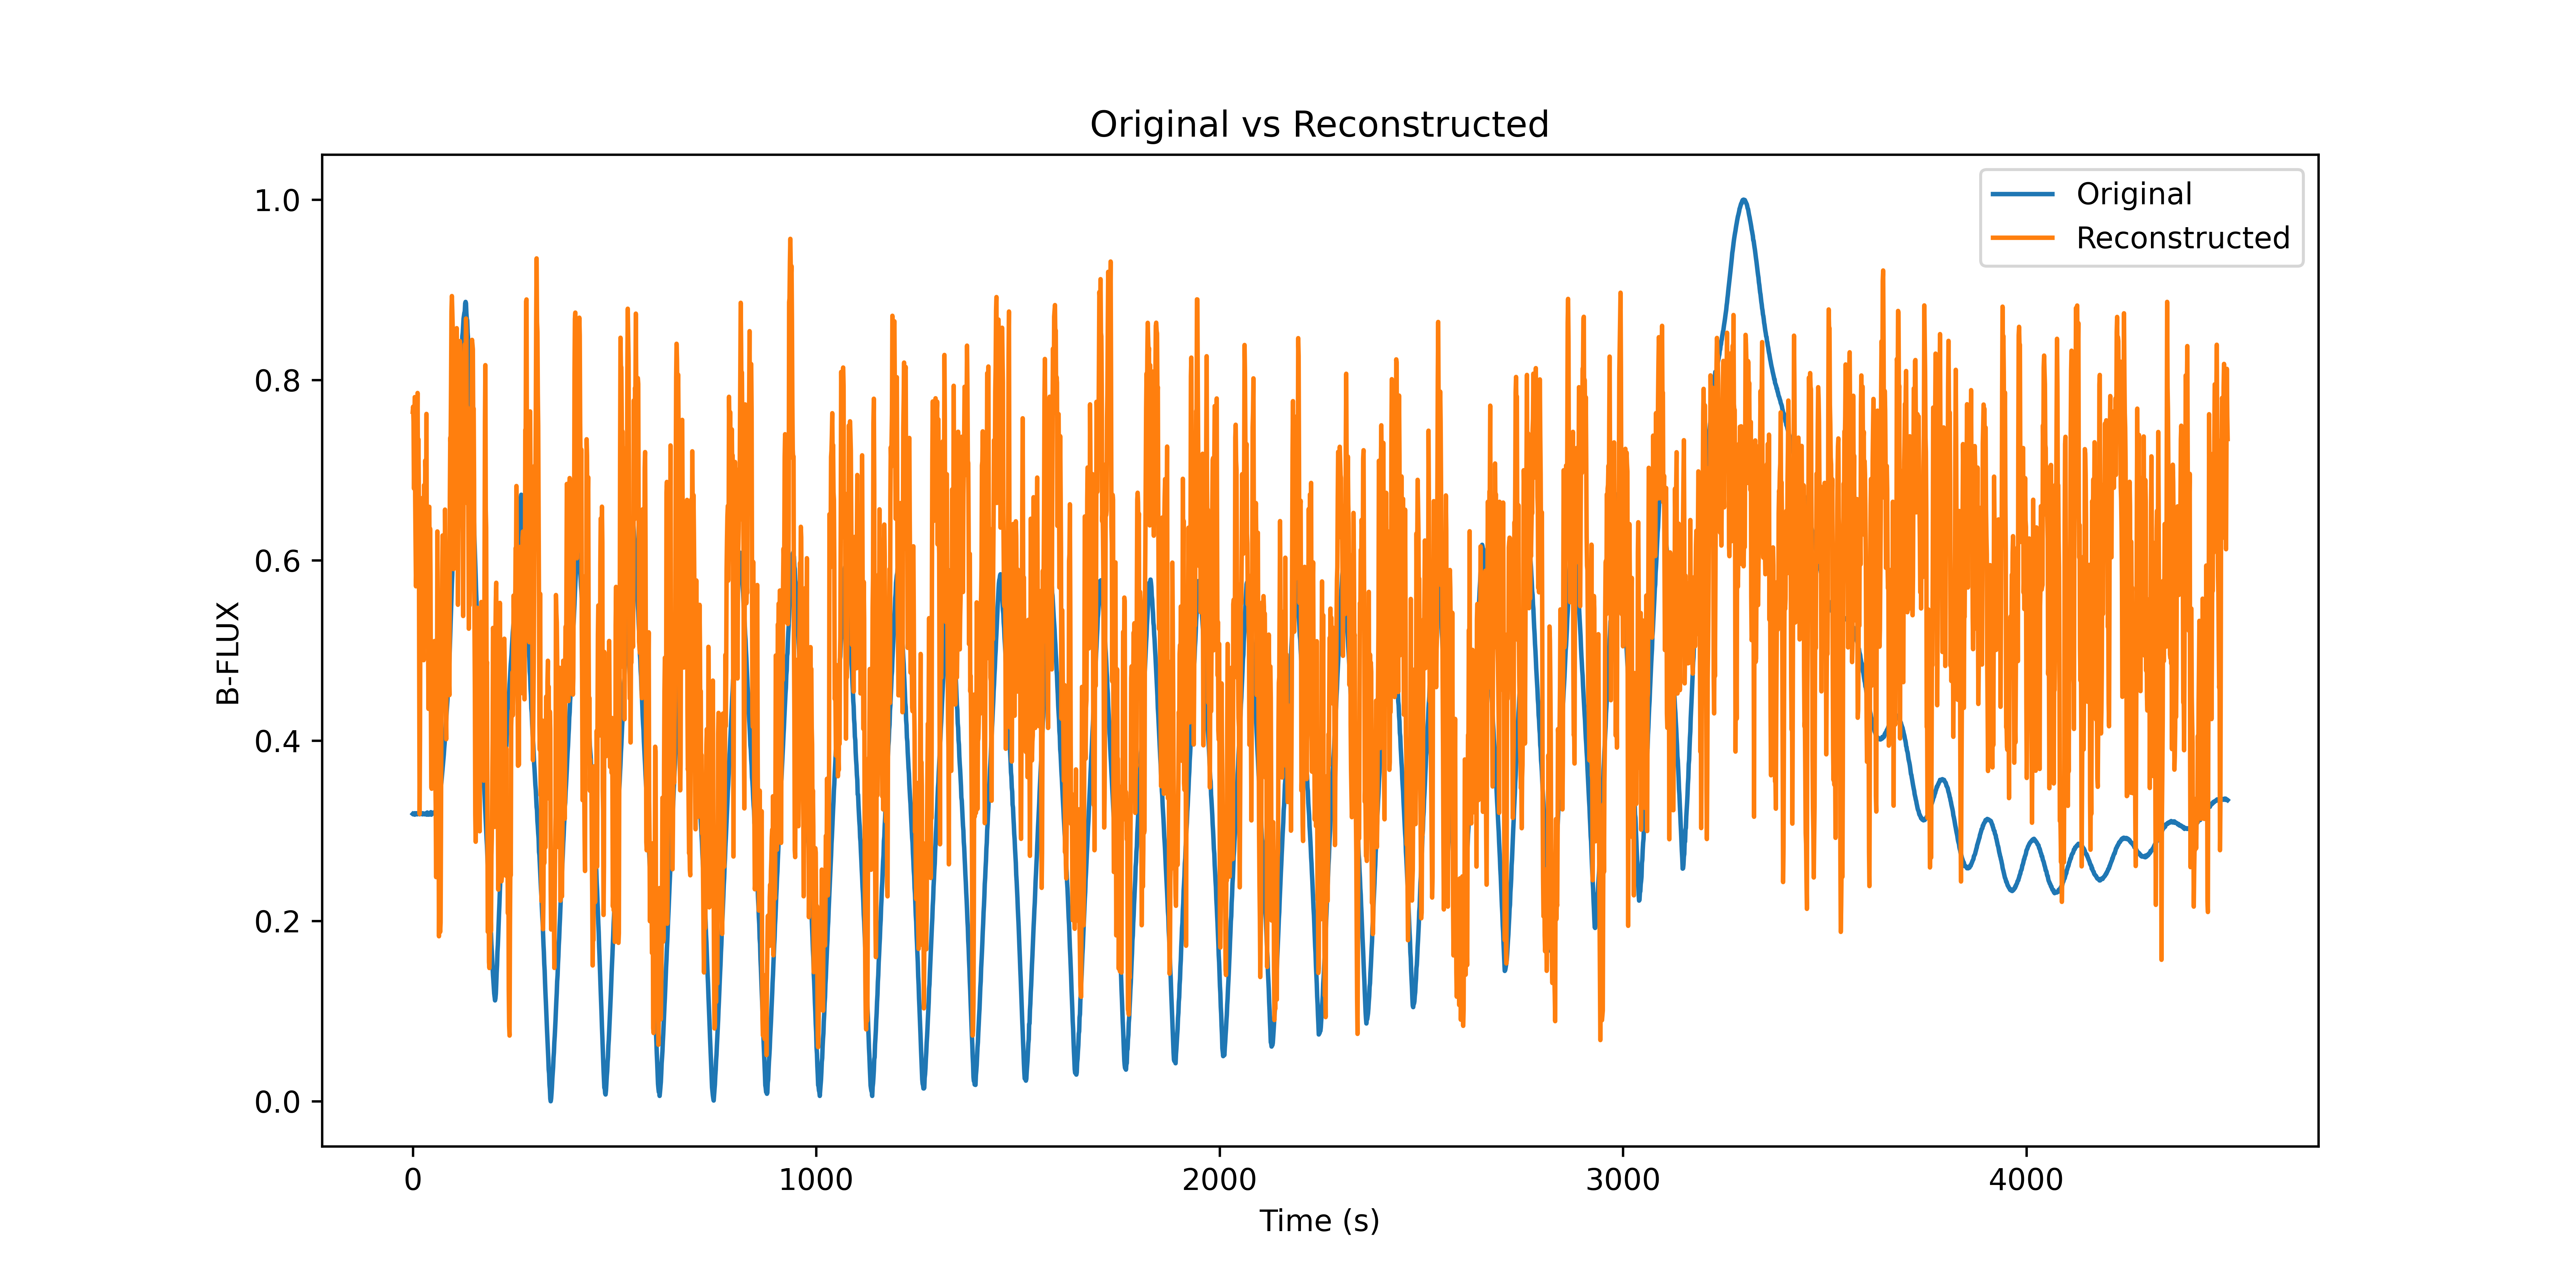 Original vs Reconstructed
Original
Reconstructed
1.0
0.8
0.6
0.4
0.2
0.0
B-FLUX
0
1000
2000
3000
4000
Time (s)